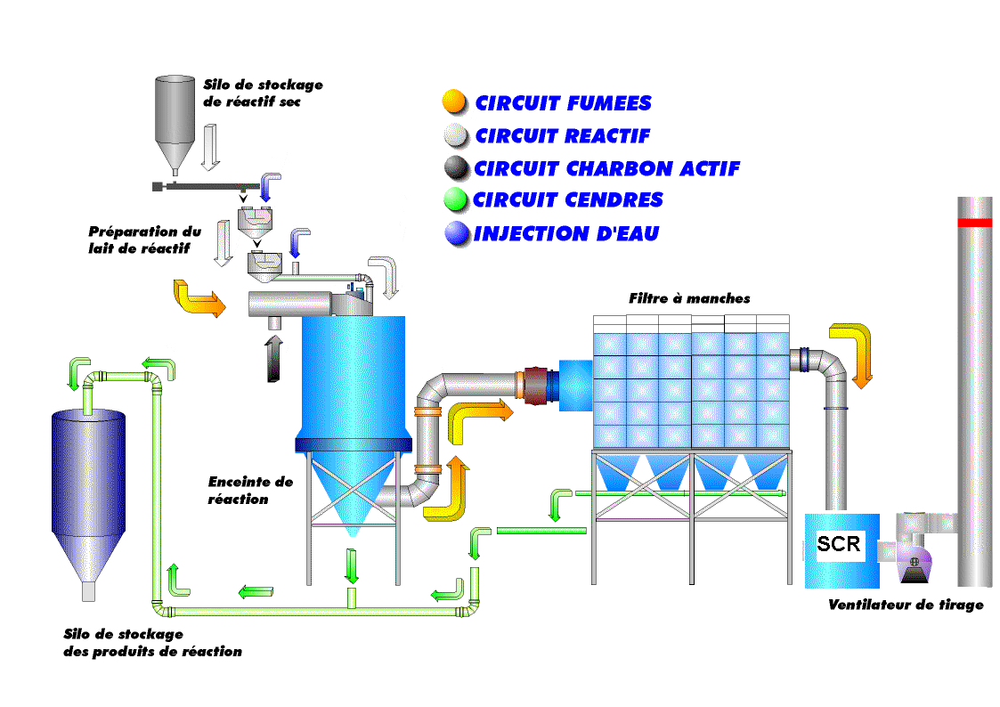 Silo de stockage
de réactif sec
CIRCUIT FUMEES
CIRCUIT REACTIF
CIRCUIT CHARBON ACTIF
CIRCUIT CENDRES
INJECTION D'EAU
Préparation du
lait de réactif
Filtre à manches
Enceinte de
réaction
SCR
Ventilateur de tirage
Silo de stockage
des produits de réaction